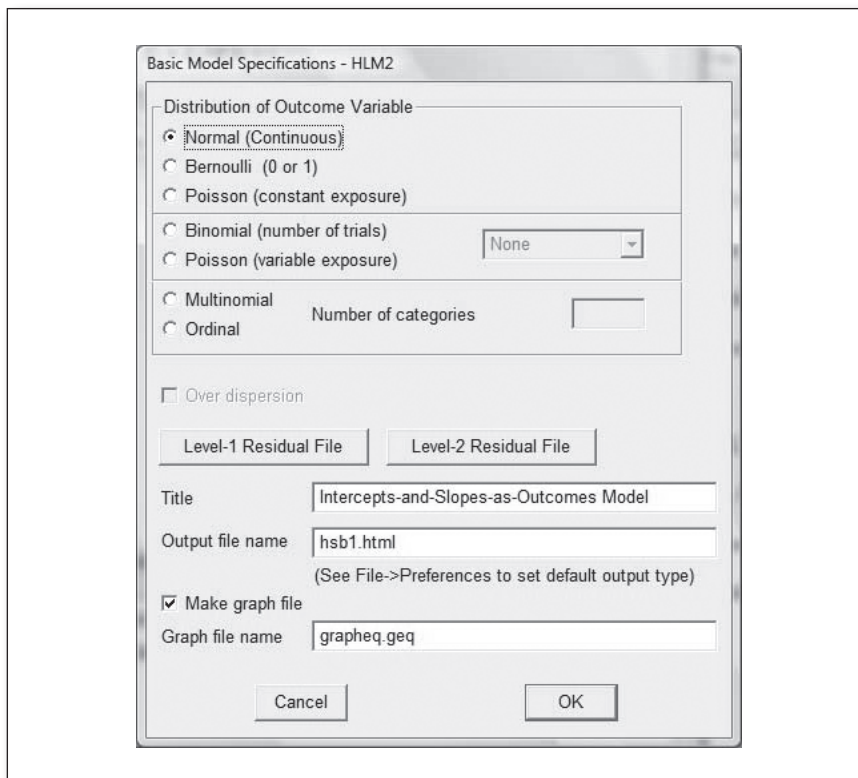 Basic Model Specifications - HLM2
Distribution of Outcome Variable
Normal (Continuous)
Bernoulli (0 or 1)
Poisson (constant exposure)
Binomial (number of trials)
None
Poisson (variable exposure)
Multinomial
Number of categories
Ordinal
Over dispersion
Level-1 Residual File Level-2 Residual File
Title Intercepts-and-Slopes-as-Outcomes Model
Output file name hsb1.html
(See File->Preferences to set default output type)
Make graph file
Graph file name grapheq.geq
Cancel OK